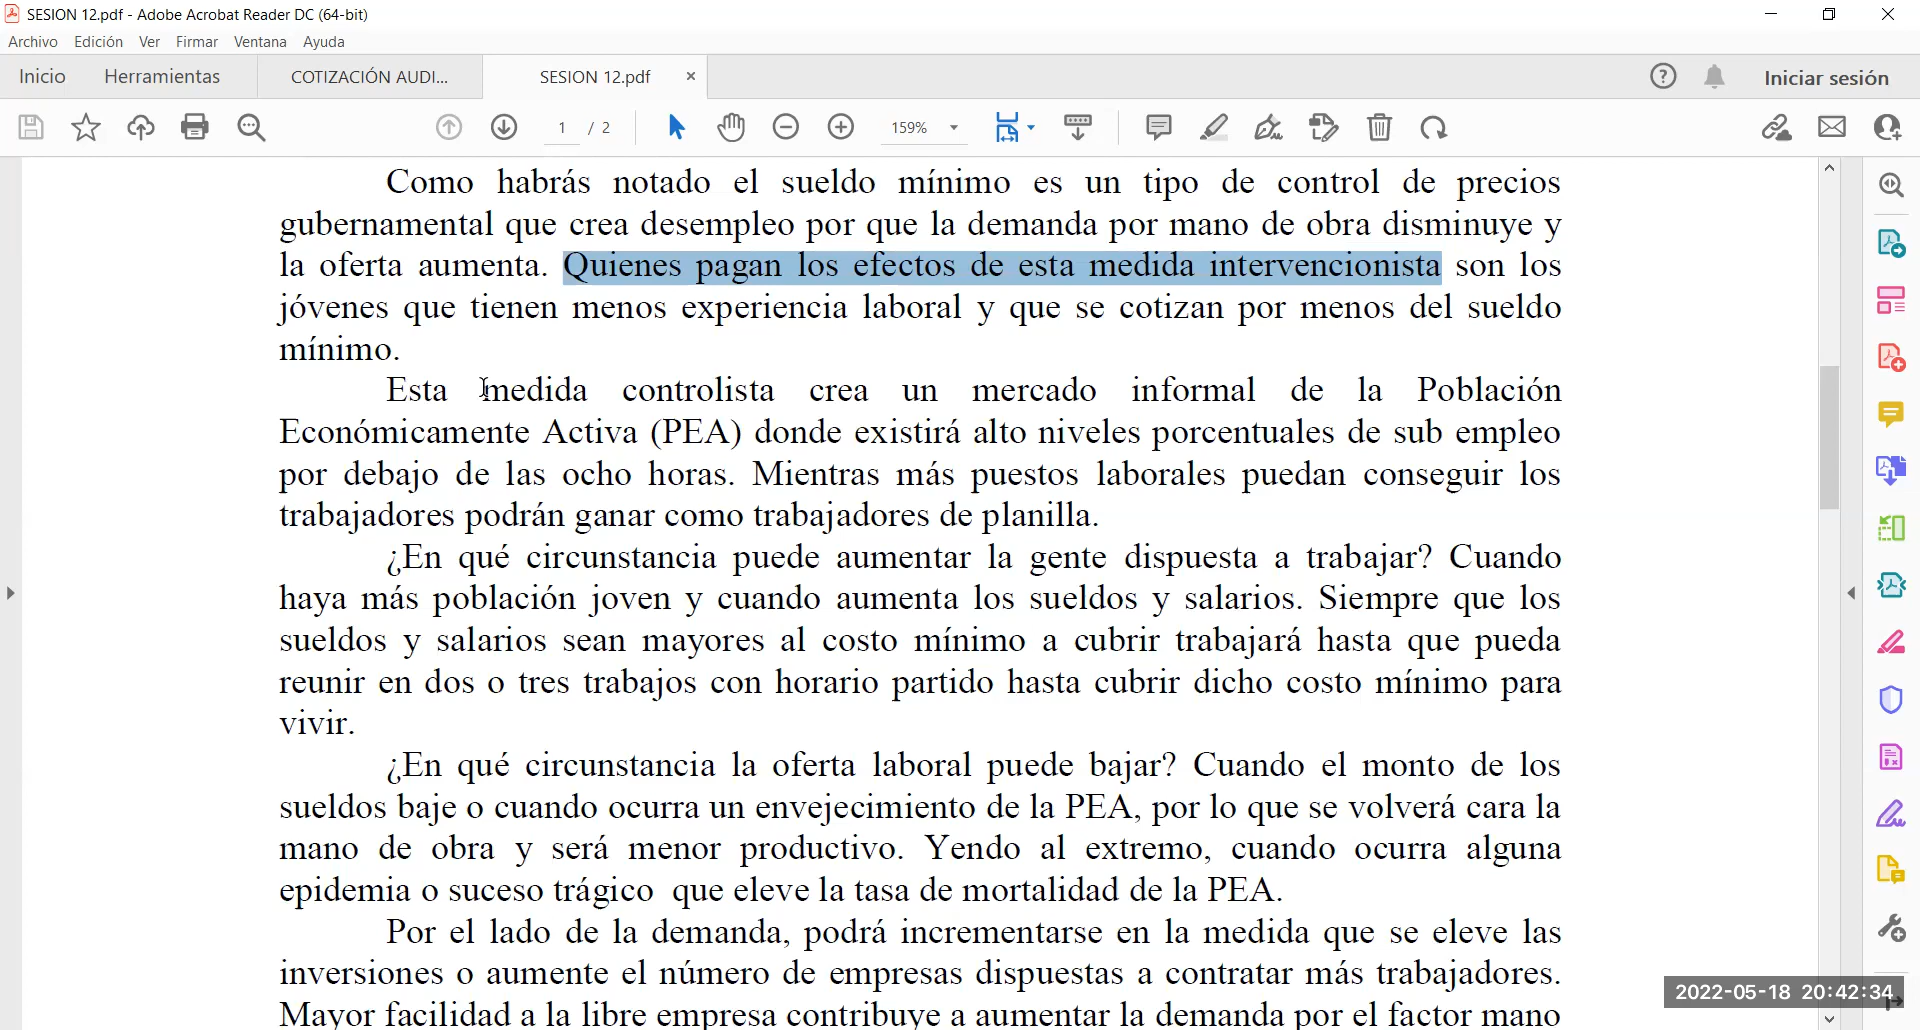 SESION 12.pdf - Adobe Acrobat Reader DC (64-bit)
Archivo Edición Ver Firmar Ventana Ayuda
Inicio Herramientas COTIZACIÓN AUDI... SESION 12.pdf × Iniciar sesión
1 / 2 159%
Como habrás notado el sueldo mínimo es un tipo de control de precios
gubernamental que crea desempleo por que la demanda por mano de obra disminuye y
la oferta aumenta. Quienes pagan los efectos de esta medida intervencionista son los
jóvenes que tienen menos experiencia laboral y que se cotizan por menos del sueldo
mínimo.
Esta medida controlista crea un mercado informal de la Población
Económicamente Activa (PEA) donde existirá alto niveles porcentuales de sub empleo
por debajo de las ocho horas. Mientras más puestos laborales puedan conseguir los
trabajadores podrán ganar como trabajadores de planilla.
¿En qué circunstancia puede aumentar la gente dispuesta a trabajar? Cuando
haya más población joven y cuando aumenta los sueldos y salarios. Siempre que los
sueldos y salarios sean mayores al costo mínimo a cubrir trabajará hasta que pueda
reunir en dos o tres trabajos con horario partido hasta cubrir dicho costo mínimo para
vivir.
¿En qué circunstancia la oferta laboral puede bajar? Cuando el monto de los
sueldos baje o cuando ocurra un envejecimiento de la PEA, por lo que se volverá cara la
mano de obra y será menor productivo. Yendo al extremo, cuando ocurra alguna
epidemia o suceso trágico que eleve la tasa de mortalidad de la PEA.
Por el lado de la demanda, podrá incrementarse en la medida que se eleve las
inversiones o aumente el número de empresas dispuestas a contratar más trabajadores.
Mayor facilidad a la libre empresa contribuye a aumentar la demanda por el factor mano
2022-05-18 20:42:34